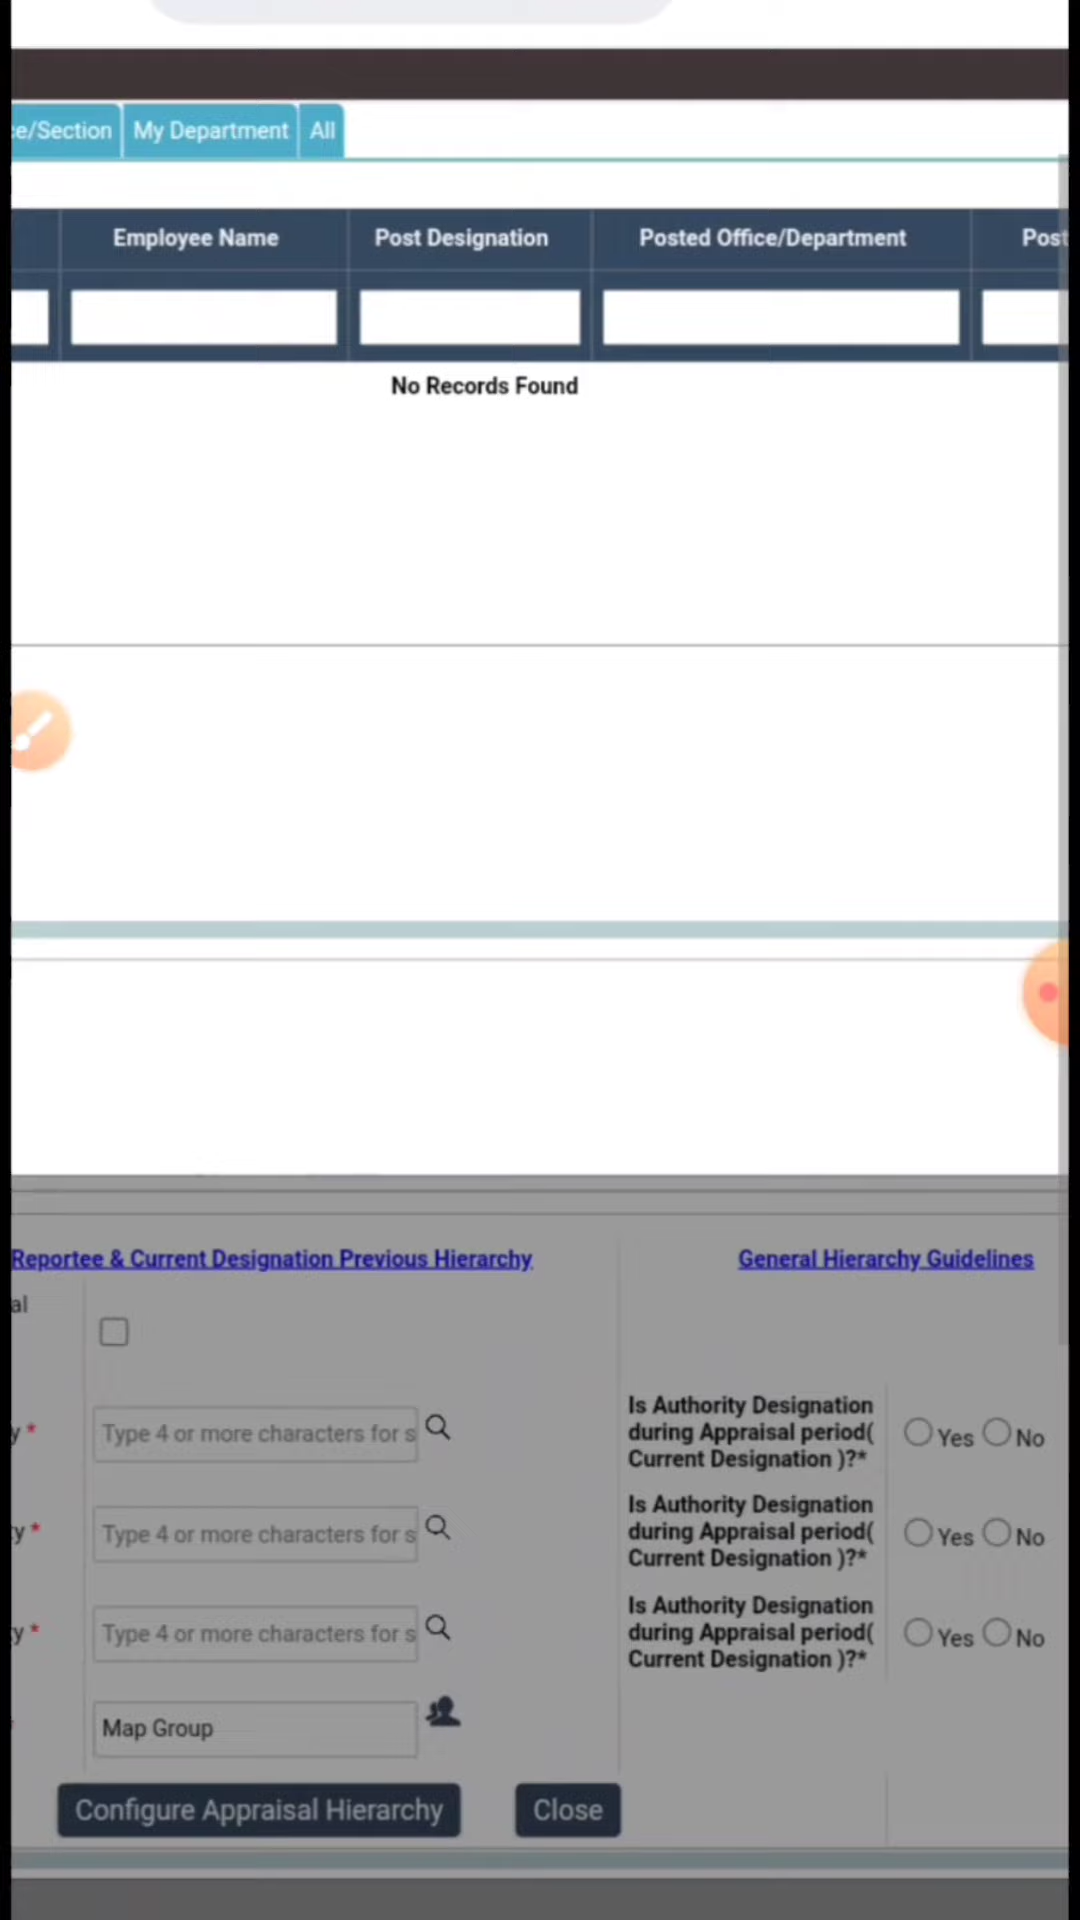 e/Section My Department All
Employee Name Post Designation Posted Office/Department Post
No Records Found
Reportee & Current Designation Previous Hierarchy General Hierarchy Guidelines
al
y * Type 4 or more characters for s Is Authority Designation during Appraisal period( Current Designation )?* Yes No
y * Type 4 or more characters for s Is Authority Designation during Appraisal period( Current Designation )?* Yes No
y * Type 4 or more characters for s Is Authority Designation during Appraisal period( Current Designation )?* Yes No
Map Group
Configure Appraisal Hierarchy Close